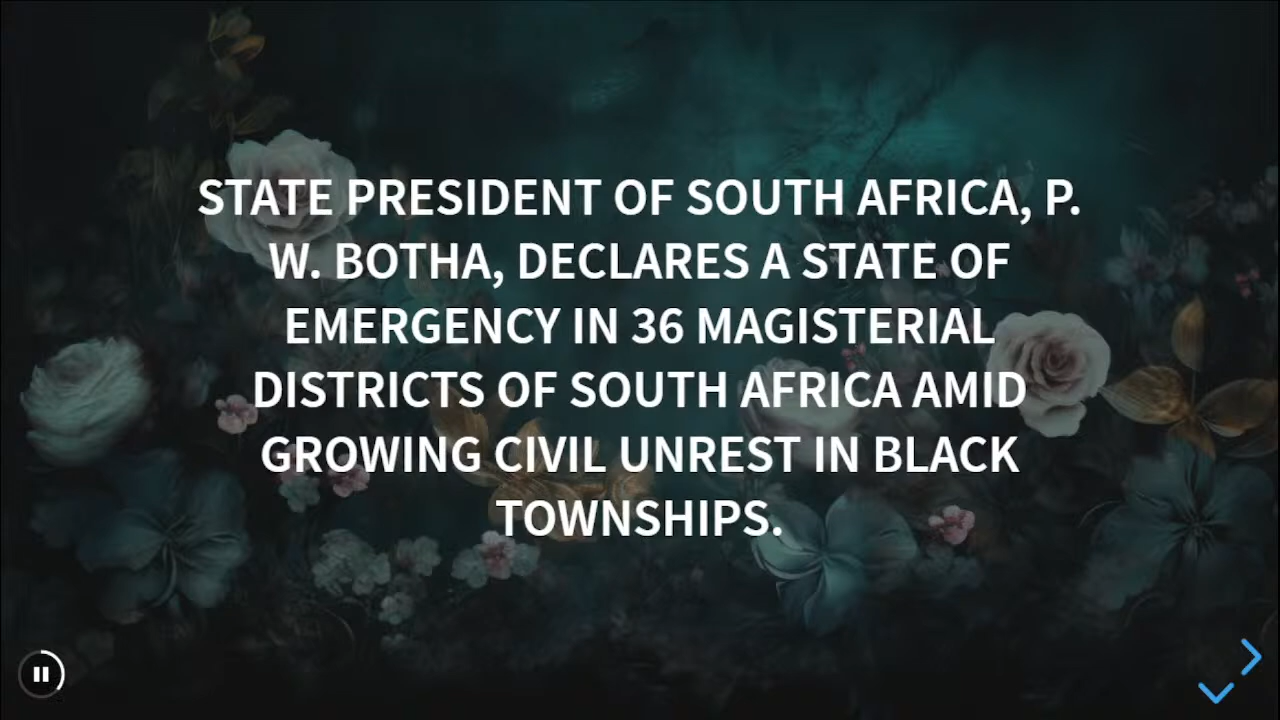 STATE PRESIDENT OF SOUTH AFRICA, P.
W. BOTHA, DECLARES A STATE OF
EMERGENCY IN 36 MAGISTERIAL
DISTRICTS OF SOUTH AFRICA AMID
GROWING CIVIL UNREST IN BLACK
TOWNSHIPS.